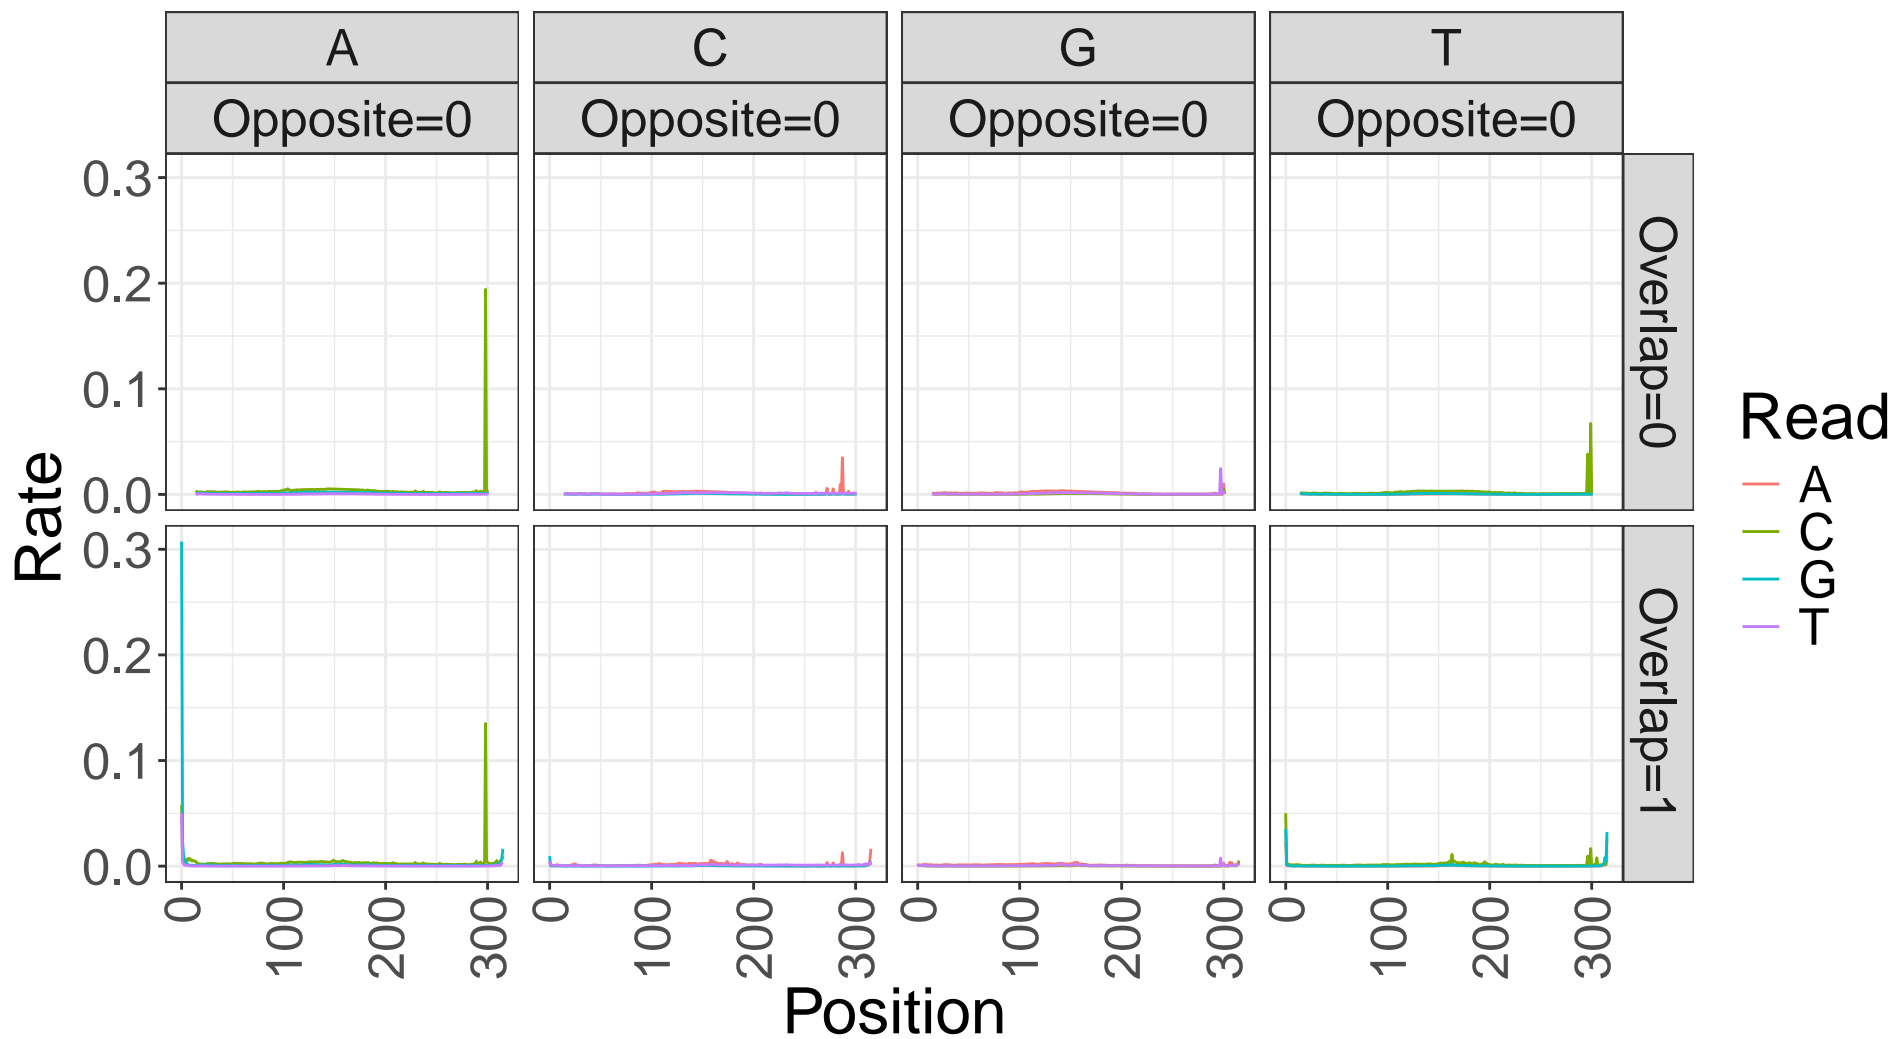 A C G T
Opposite=0 Opposite=0 Opposite=0 Opposite=0
0.3
0.2
0.1
0.0
Overlap=0
0.3
0.2
0.1
0.0
Overlap=1
0 100 200 300 0 100 200 300 0 100 200 300 0 100 200 300
Position
Rate
Read
A
C
G
T